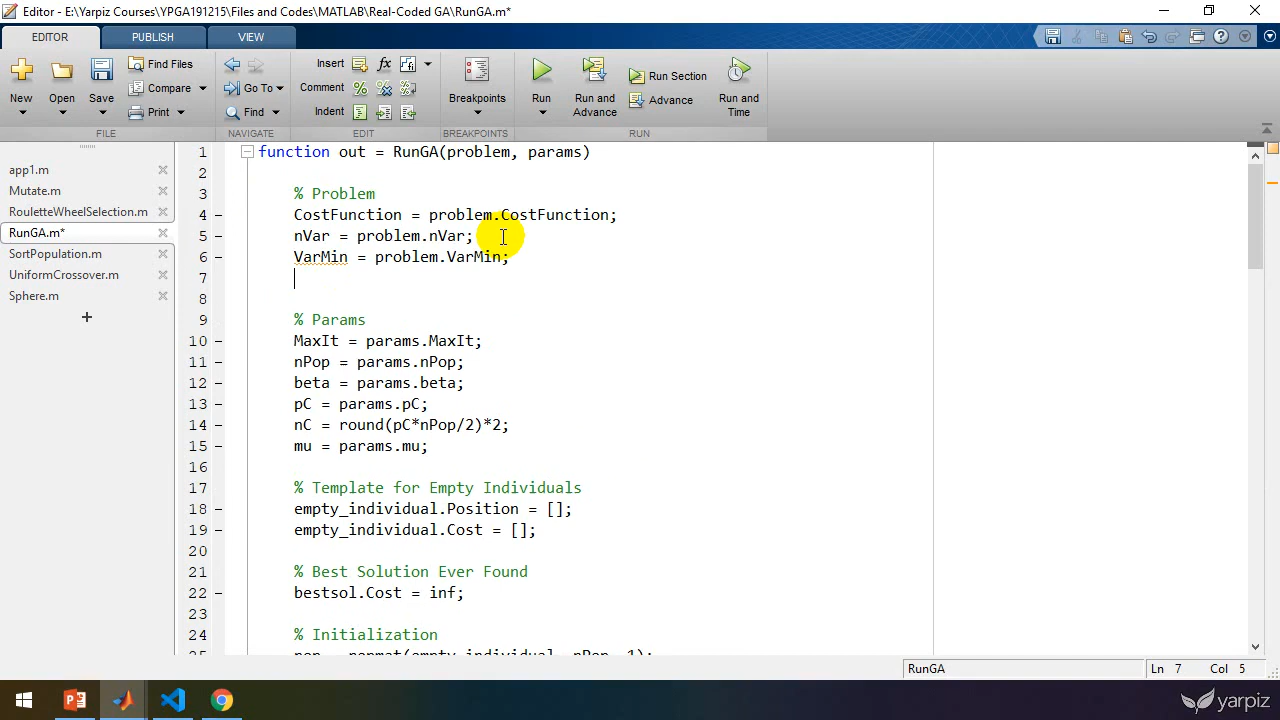 Editor - E:\Yarpiz Courses\YPGA191215\Files and Codes\MATLAB\Real-Coded GA\RunGA.m*
EDITOR PUBLISH VIEW
New Open Save Find Files Compare Print
FILE
Go To Find
NAVIGATE
Insert fx
Comment % %
Indent
EDIT
Breakpoints
BREAKPOINTS
Run Run and Advance Run Section Advance Run and Time
RUN
app1.m
Mutate.m
RouletteWheelSelection.m
RunGA.m*
SortPopulation.m
UniformCrossover.m
Sphere.m
1 function out = RunGA(problem, params)
2
3 % Problem
4 - CostFunction = problem.CostFunction;
5 - nVar = problem.nVar;
6 - VarMin = problem.VarMin;
7
8
9 % Params
10 - MaxIt = params.MaxIt;
11 - nPop = params.nPop;
12 - beta = params.beta;
13 - pC = params.pC;
14 - nC = round(pC*nPop/2)*2;
15 - mu = params.mu;
16
17 % Template for Empty Individuals
18 - empty_individual.Position = [];
19 - empty_individual.Cost = [];
20
21 % Best Solution Ever Found
22 - bestsol.Cost = inf;
23
24 % Initialization
25 pop = repmat(empty_individual, nPop, 1);
RunGA Ln 7 Col 5
yarpiz